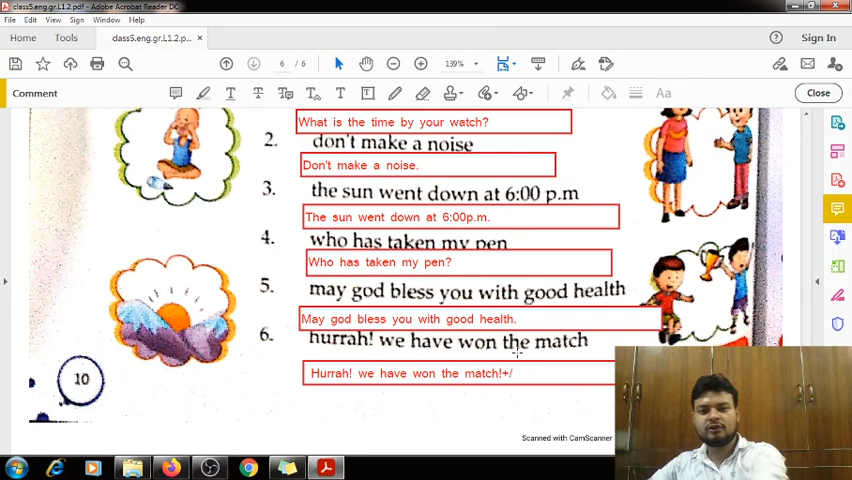 class5.eng.gr.L1.2.pdf - Adobe Acrobat Reader DC
File Edit View Sign Window Help
Home Tools class5.eng.gr.L1.2.p... × Sign In
6 / 6 139%
Comment Close
What is the time by your watch?
2. don't make a noise
Don't make a noise.
3. the sun went down at 6:00 p.m
The sun went down at 6:00p.m.
4. who has taken my pen
Who has taken my pen?
5. may god bless you with good health
May god bless you with good health.
6. hurrah! we have won the match
Hurrah! we have won the match!+/
10
Scanned with CamScanner